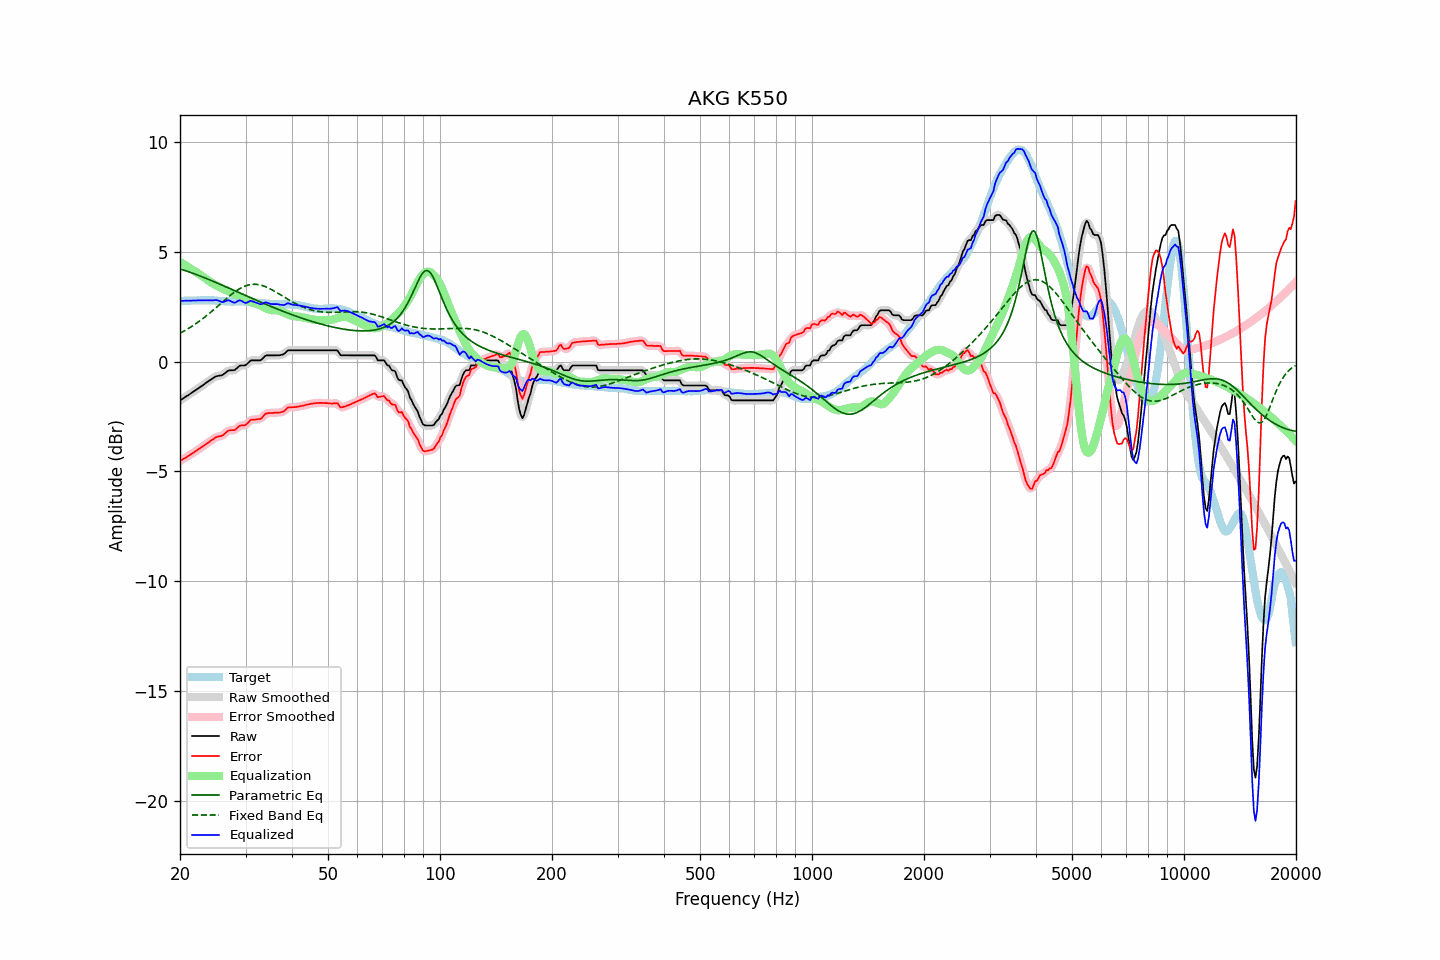 AKG K550
10
5
0
−5
−10
−15
−20
Amplitude (dBr)
Target
Raw Smoothed
Error Smoothed
Raw
Error
Equalization
Parametric Eq
Fixed Band Eq
Equalized
20 50 100 200 500 1000 2000 5000 10000 20000
Frequency (Hz)